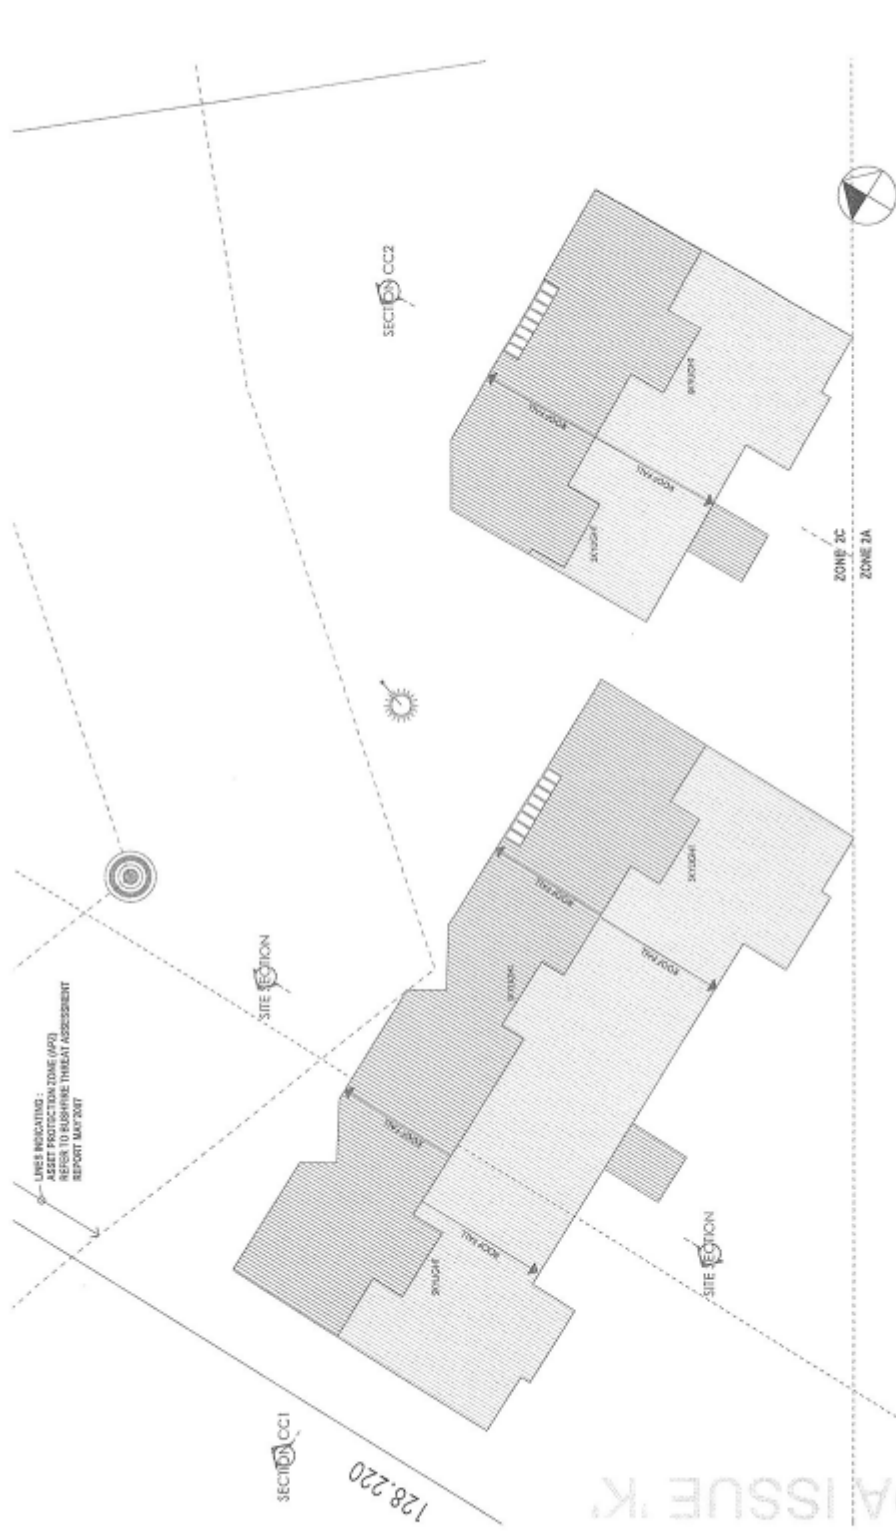 SECTION CC2
ROOF FALL
SKYLIGHT
ROOF FALL
SKYLIGHT
ZONE 2C
ZONE 2A
SITE SECTION
LINES INDICATING :
ASSET PROTECTION ZONE (APZ)
REFER TO BUSHFIRE THREAT ASSESSMENT
REPORT MAY 2007
SKYLIGHT
ROOF FALL
SKYLIGHT
ROOF FALL
ROOF FALL
ROOF FALL
SKYLIGHT
SITE SECTION
SECTION CC1
128.220
A ISSUE 'K'